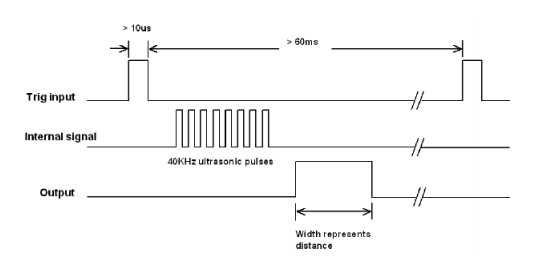 > 10us
> 60ms
Trig input
Internal signal
40KHz ultrasonic pulses
Output
Width represents
distance